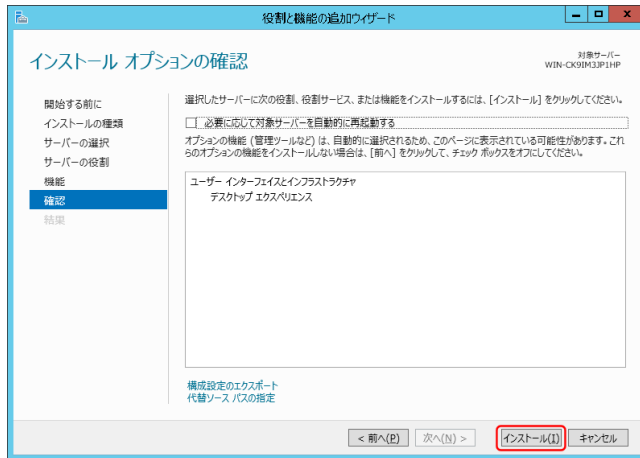 役割と機能の追加ウィザード
インストール オプションの確認
対象サーバー
WIN-CK9IM3JP1HP
開始する前に
インストールの種類
サーバーの選択
サーバーの役割
機能
確認
結果
選択したサーバーに次の役割、役割サービス、または機能をインストールするには、[インストール] をクリックしてください。
必要に応じて対象サーバーを自動的に再起動する
オプションの機能 (管理ツールなど) は、自動的に選択されるため、このページに表示されている可能性があります。これ
らのオプションの機能をインストールしない場合は、[前へ] をクリックして、チェック ボックスをオフにしてください。
ユーザー インターフェイスとインフラストラクチャ
デスクトップ エクスペリエンス
構成設定のエクスポート
代替ソース パスの指定
< 前へ(P)
次へ(N) >
インストール(I)
キャンセル